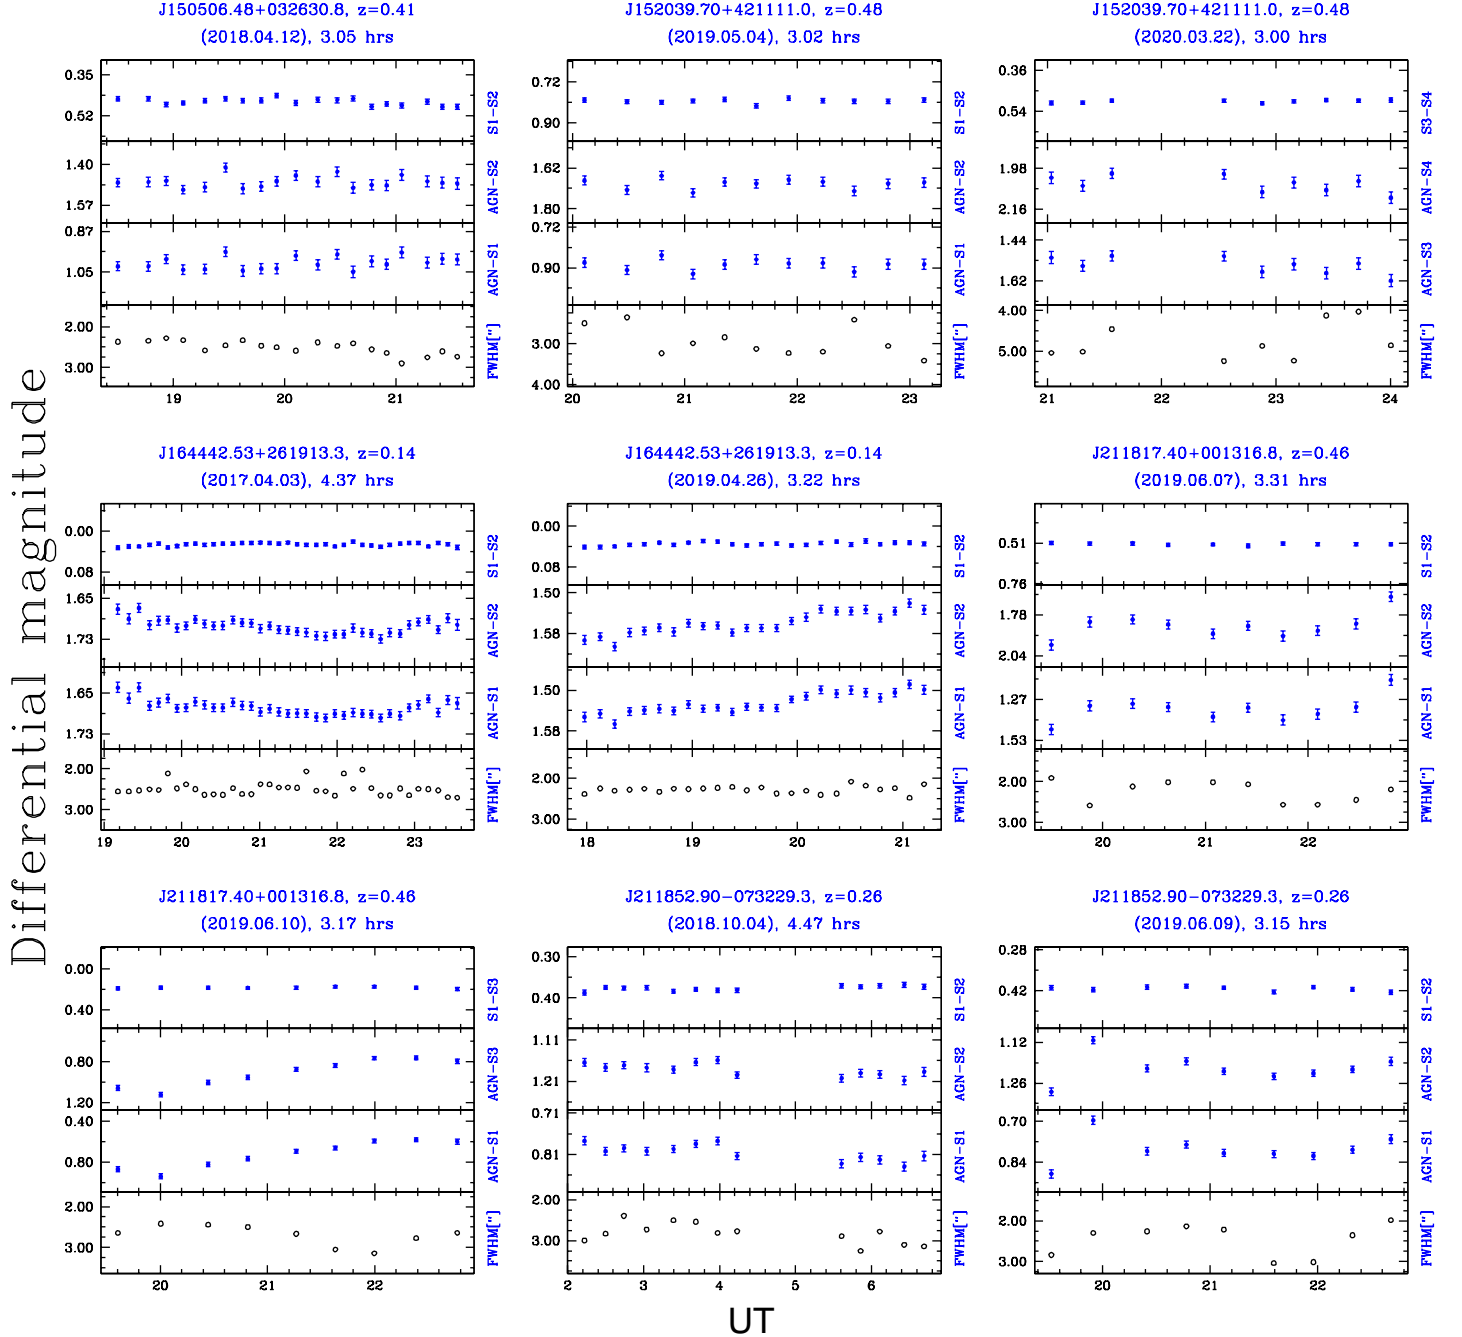 J150506.48+032630.8, z=0.41
(2018.04.12), 3.05 hrs
0.35
0.52
S1-S2
1.40
1.57
AGN-S2
0.87
1.05
AGN-S1
2.00
3.00
FWHM["]
19 20 21
J152039.70+421111.0, z=0.48
(2019.05.04), 3.02 hrs
0.72
0.90
S1-S2
1.62
1.80
AGN-S2
0.72
0.90
AGN-S1
3.00
4.00
FWHM["]
20 21 22 23
J152039.70+421111.0, z=0.48
(2020.03.22), 3.00 hrs
0.36
0.54
S3-S4
1.98
2.16
AGN-S4
1.44
1.62
AGN-S3
4.00
5.00
FWHM["]
21 22 23 24
Differential magnitude
J164442.53+261913.3, z=0.14
(2017.04.03), 4.37 hrs
0.00
0.08
S1-S2
1.65
1.73
AGN-S2
1.65
1.73
AGN-S1
2.00
3.00
FWHM["]
19 20 21 22 23
J164442.53+261913.3, z=0.14
(2019.04.26), 3.22 hrs
0.00
0.08
S1-S2
1.50
1.58
AGN-S2
1.50
1.58
AGN-S1
2.00
3.00
FWHM["]
18 19 20 21
J211817.40+001316.8, z=0.46
(2019.06.07), 3.31 hrs
0.51
0.76
S1-S2
1.78
2.04
AGN-S2
1.27
1.53
AGN-S1
2.00
3.00
FWHM["]
20 21 22
J211817.40+001316.8, z=0.46
(2019.06.10), 3.17 hrs
0.00
0.40
S1-S3
0.80
1.20
AGN-S3
0.40
0.80
AGN-S1
2.00
3.00
FWHM["]
20 21 22
J211852.90-073229.3, z=0.26
(2018.10.04), 4.47 hrs
0.30
0.40
S1-S2
1.11
1.21
AGN-S2
0.71
0.81
AGN-S1
2.00
3.00
FWHM["]
2 3 4 5 6
J211852.90-073229.3, z=0.26
(2019.06.09), 3.15 hrs
0.28
0.42
S1-S2
1.12
1.26
AGN-S2
0.70
0.84
AGN-S1
2.00
3.00
FWHM["]
20 21 22
UT